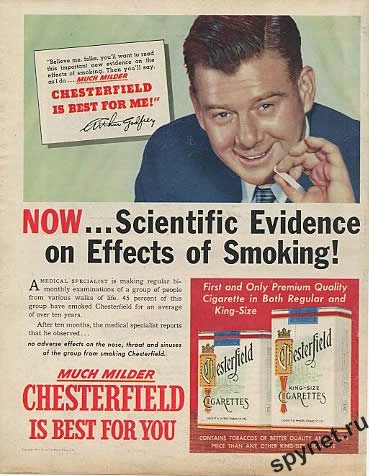 "Believe me, folks, you'll want to read
this important new evidence on the
effects of smoking. Then you'll say,
as I do... MUCH MILDER
CHESTERFIELD
IS BEST FOR ME!"
Arthur Godfrey
NOW...Scientific Evidence
on Effects of Smoking!
A MEDICAL SPECIALIST is making regular bi-
monthly examinations of a group of people
from various walks of life. 45 percent of this
group have smoked Chesterfield for an average
of over ten years.
After ten months, the medical specialist reports
that he observed...
no adverse effects on the nose, throat and sinuses
of the group from smoking Chesterfield.
MUCH MILDER
CHESTERFIELD
IS BEST FOR YOU
First and Only Premium Quality
Cigarette in Both Regular and
King-Size
Chesterfield
CIGARETTES
Chesterfield
KING-SIZE
CIGARETTES
CONTAINS TOBACCOS OF BETTER QUALITY AND
PRICE THAN ANY OTHER KING-SIZE
spynet.ru